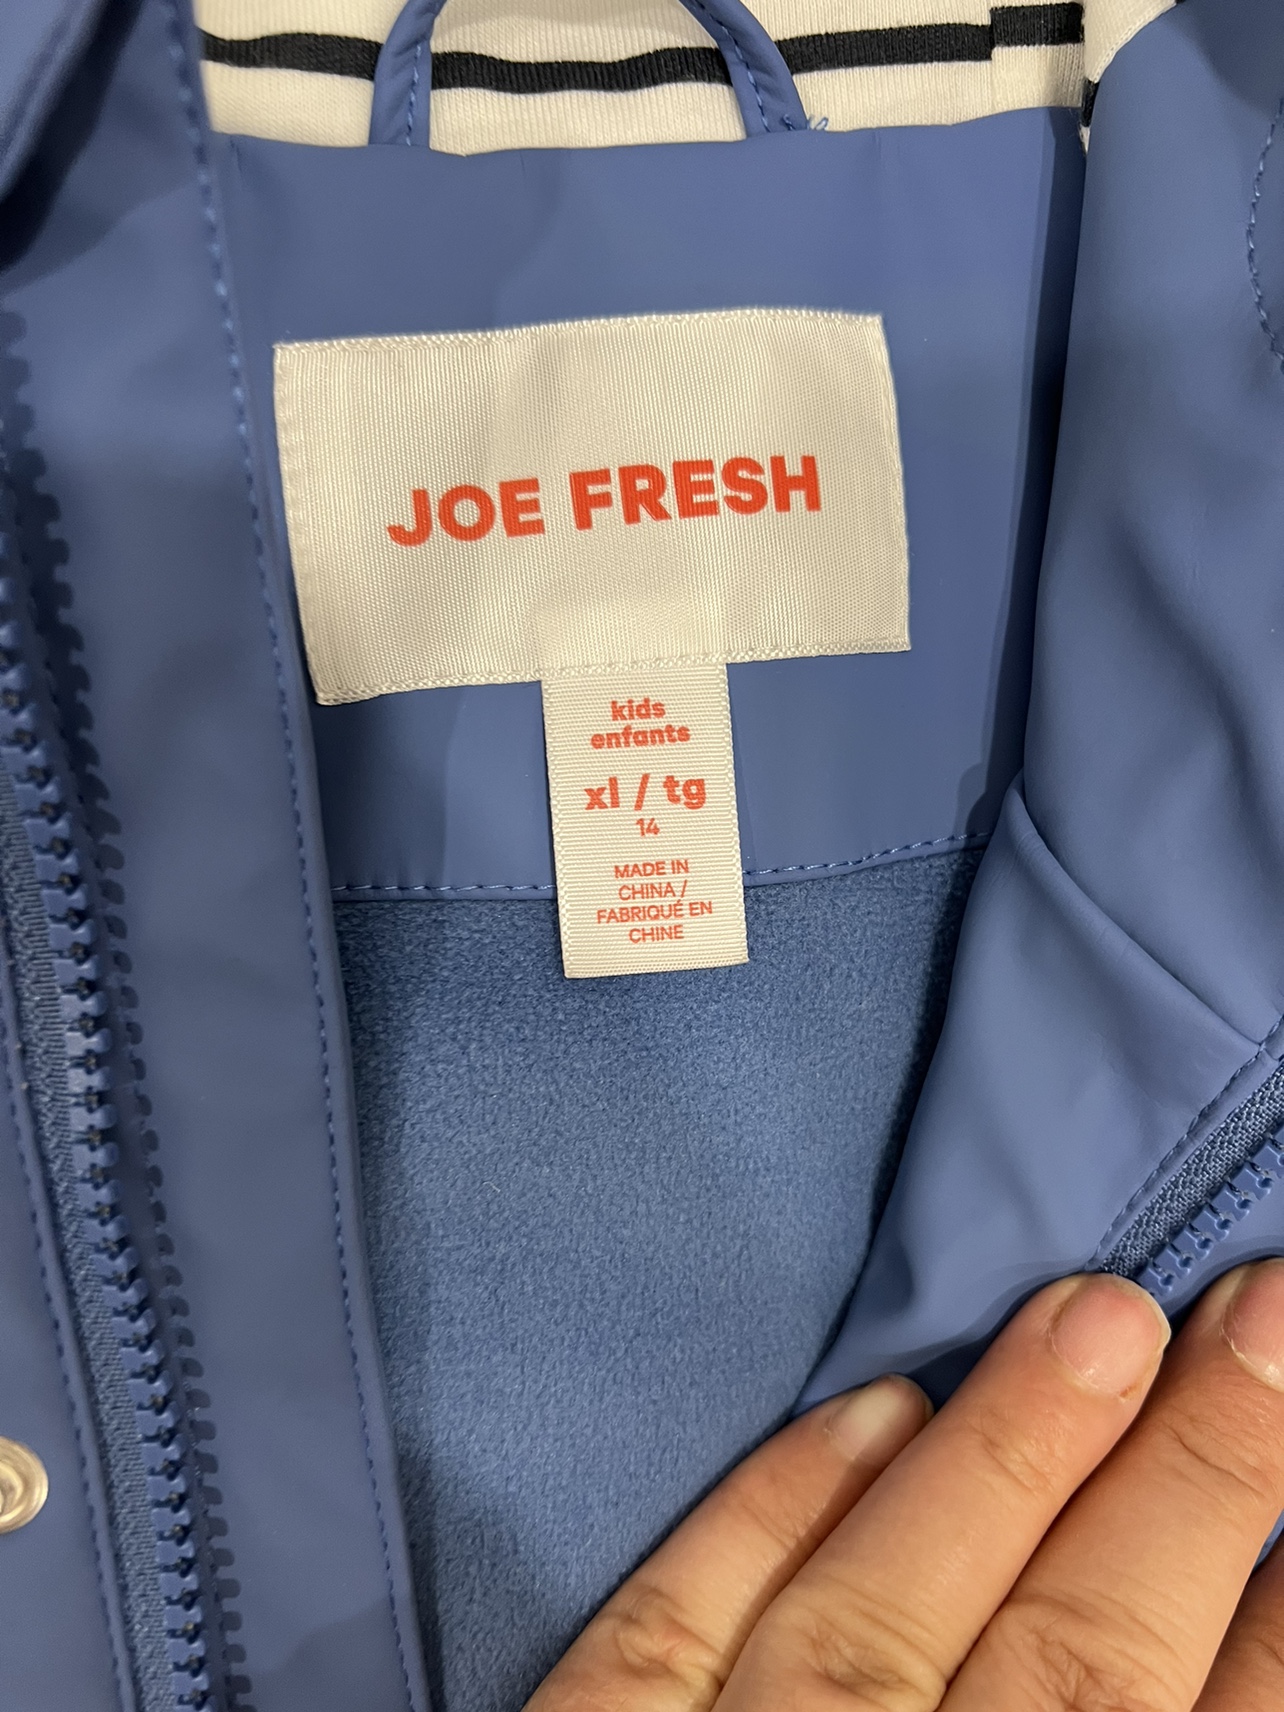 JOE FRESH
kids
enfants
xl / tg
14
MADE IN
CHINA /
FABRIQUÉ EN
CHINE